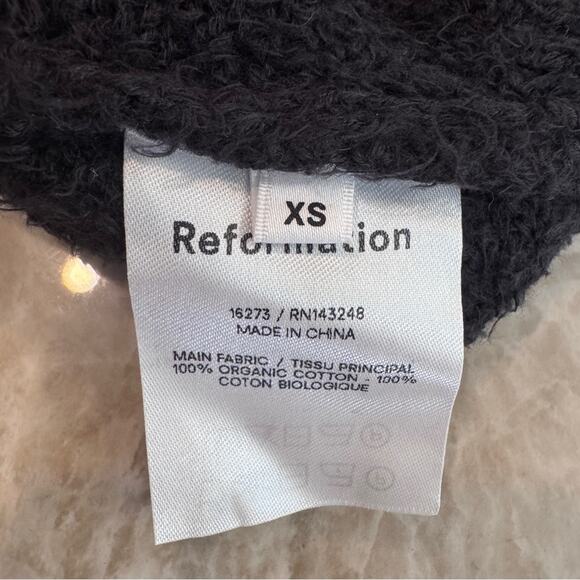 XS
Reformation
16273 / RN143248
MADE IN CHINA
MAIN FABRIC / TISSU PRINCIPAL
100% ORGANIC COTTON - 100%
COTON BIOLOGIQUE